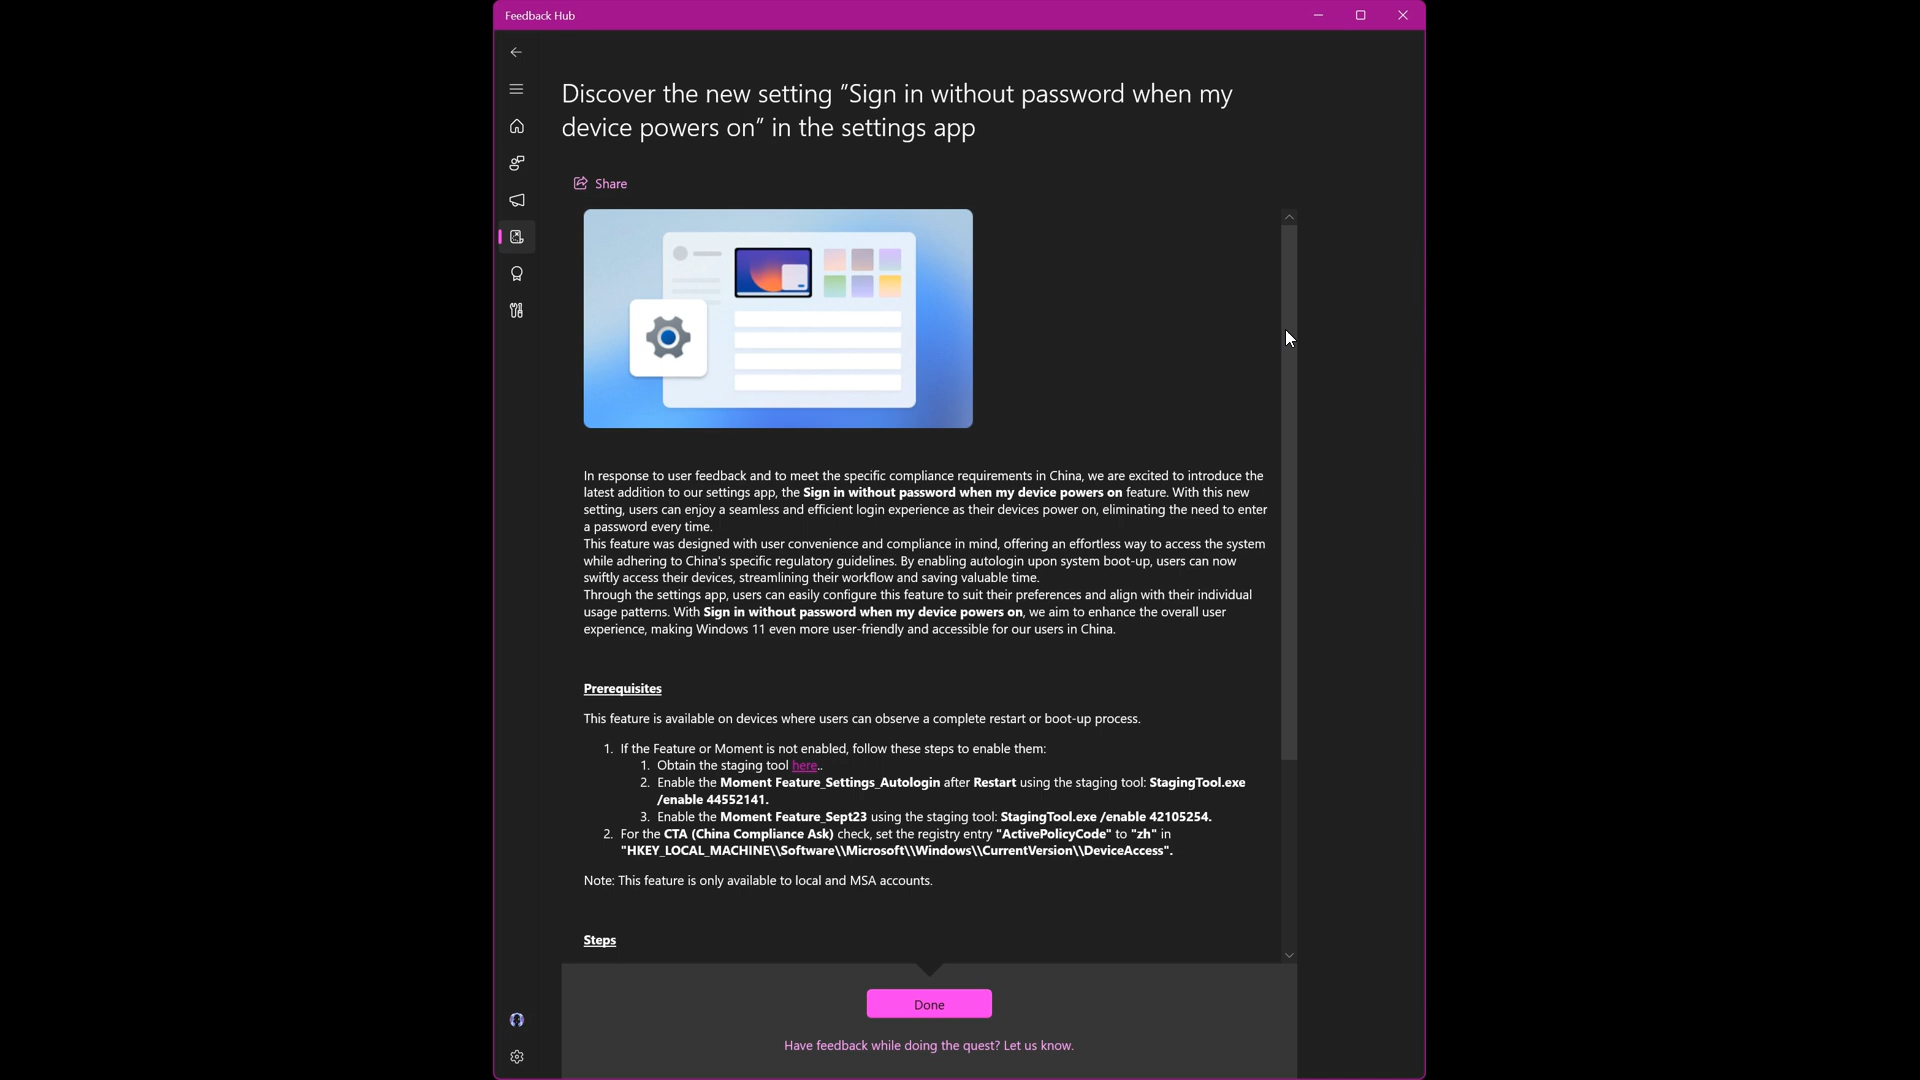 Feedback Hub
Discover the new setting "Sign in without password when my
device powers on" in the settings app
Share
In response to user feedback and to meet the specific compliance requirements in China, we are excited to introduce the
latest addition to our settings app, the Sign in without password when my device powers on feature. With this new
setting, users can enjoy a seamless and efficient login experience as their devices power on, eliminating the need to enter
a password every time.
This feature was designed with user convenience and compliance in mind, offering an effortless way to access the system
while adhering to China's specific regulatory guidelines. By enabling autologin upon system boot-up, users can now
swiftly access their devices, streamlining their workflow and saving valuable time.
Through the settings app, users can easily configure this feature to suit their preferences and align with their individual
usage patterns. With Sign in without password when my device powers on, we aim to enhance the overall user
experience, making Windows 11 even more user-friendly and accessible for our users in China.
Prerequisites
This feature is available on devices where users can observe a complete restart or boot-up process.
1. If the Feature or Moment is not enabled, follow these steps to enable them:
1. Obtain the staging tool here..
2. Enable the Moment Feature_Settings_Autologin after Restart using the staging tool: StagingTool.exe
/enable 44552141.
3. Enable the Moment Feature_Sept23 using the staging tool: StagingTool.exe /enable 42105254.
2. For the CTA (China Compliance Ask) check, set the registry entry "ActivePolicyCode" to "zh" in
"HKEY_LOCAL_MACHINE\\Software\\Microsoft\\Windows\\CurrentVersion\\DeviceAccess".
Note: This feature is only available to local and MSA accounts.
Steps
Done
Have feedback while doing the quest? Let us know.